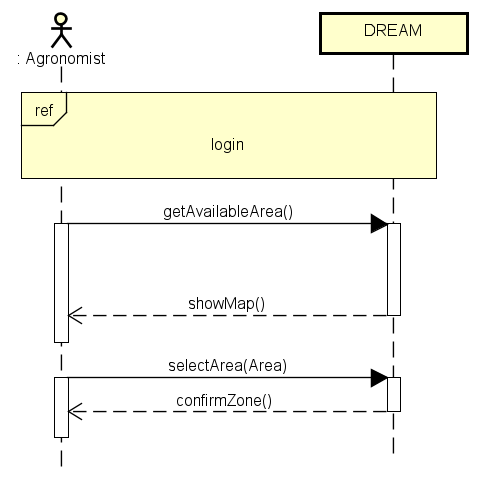 DREAM
: Agronomist
ref
login
getAvailableArea()
showMap()
selectArea(Area)
confirmZone()